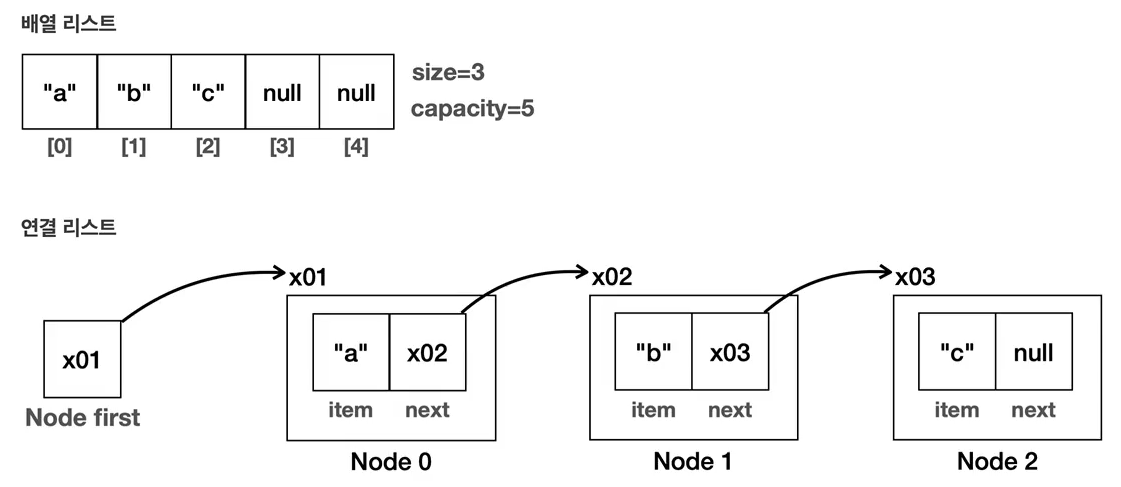 배열 리스트
"a" "b" "c" null null
size=3
capacity=5
[0] [1] [2] [3] [4]
연결 리스트
x01 x02 x03
x01
"a" x02 "b" x03 "c" null
Node first
item next item next item next
Node 0 Node 1 Node 2